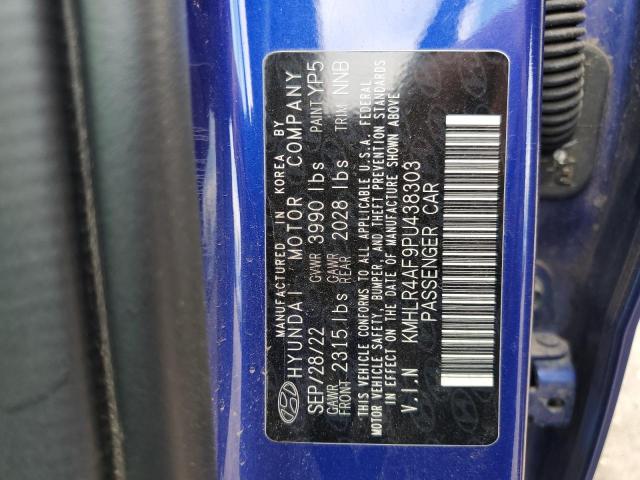 MANUFACTURED IN KOREA BY
HYUNDAI MOTOR COMPANY
SEP/28/22 GVWR 3990 lbs PAINT YP5
GAWR FRONT 2315 lbs GAWR REAR 2028 lbs TRIM NNB
THIS VEHICLE CONFORMS TO ALL APPLICABLE U.S.A. FEDERAL
MOTOR VEHICLE SAFETY, BUMPER, AND THEFT PREVENTION STANDARDS
IN EFFECT ON THE DATE OF MANUFACTURE SHOWN ABOVE
V.I.N KMHLR4AF9PU438303
PASSENGER CAR